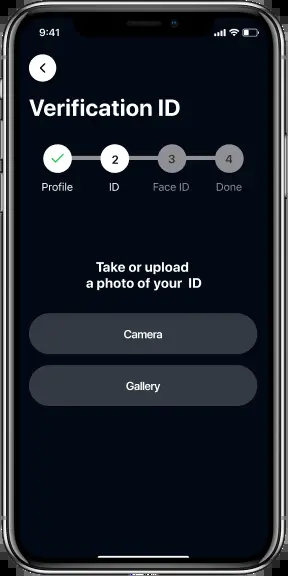 9:41
Verification ID
2
3
4
Profile
ID
Face ID
Done
Take or upload
a photo of your ID
Camera
Gallery